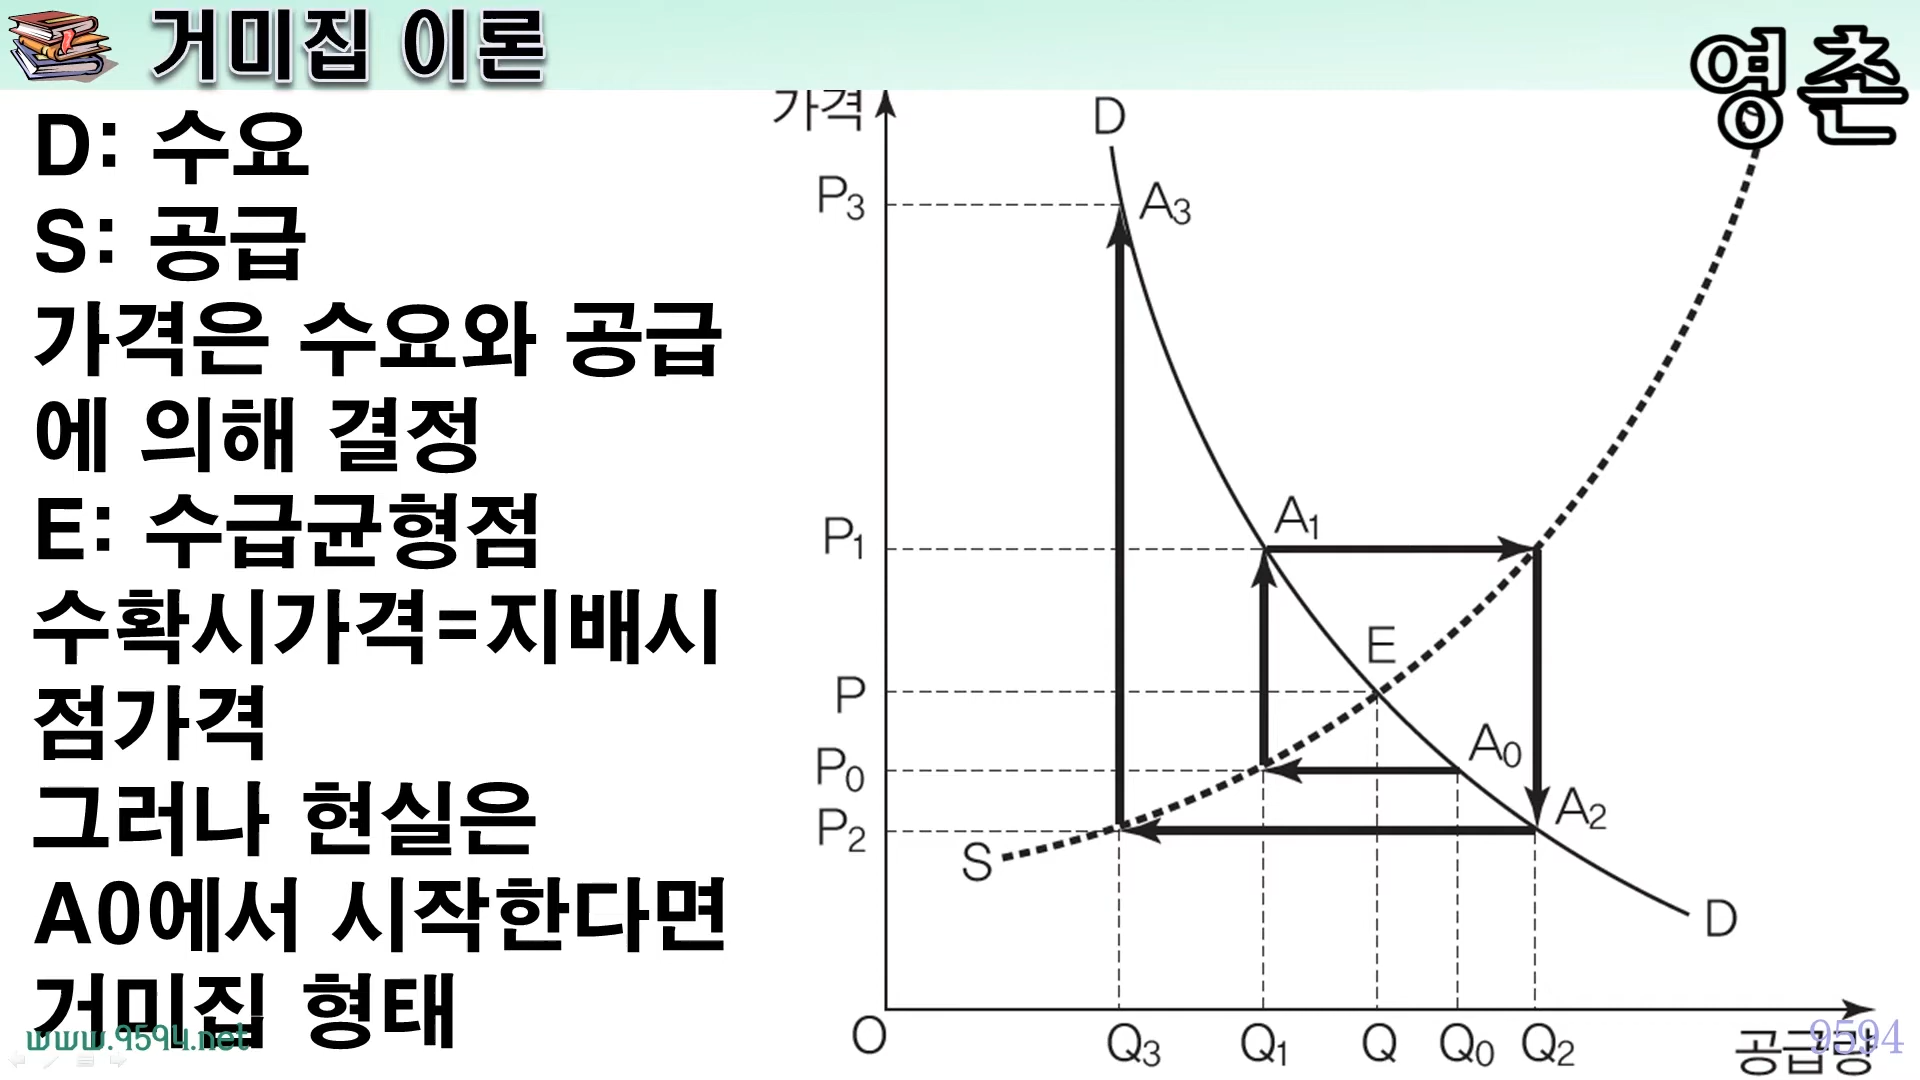 거미집 이론
영촌
D: 수요
S: 공급
가격은 수요와 공급
에 의해 결정
E: 수급균형점
수확시가격=지배시
점가격
그러나 현실은
A0에서 시작한다면
거미집 형태
www.9594.net
가격
D
P3
A3
P1
A1
E
P
P0
A0
P2
A2
S
D
O
Q3
Q1
Q
Q0
Q2
공급량
9594